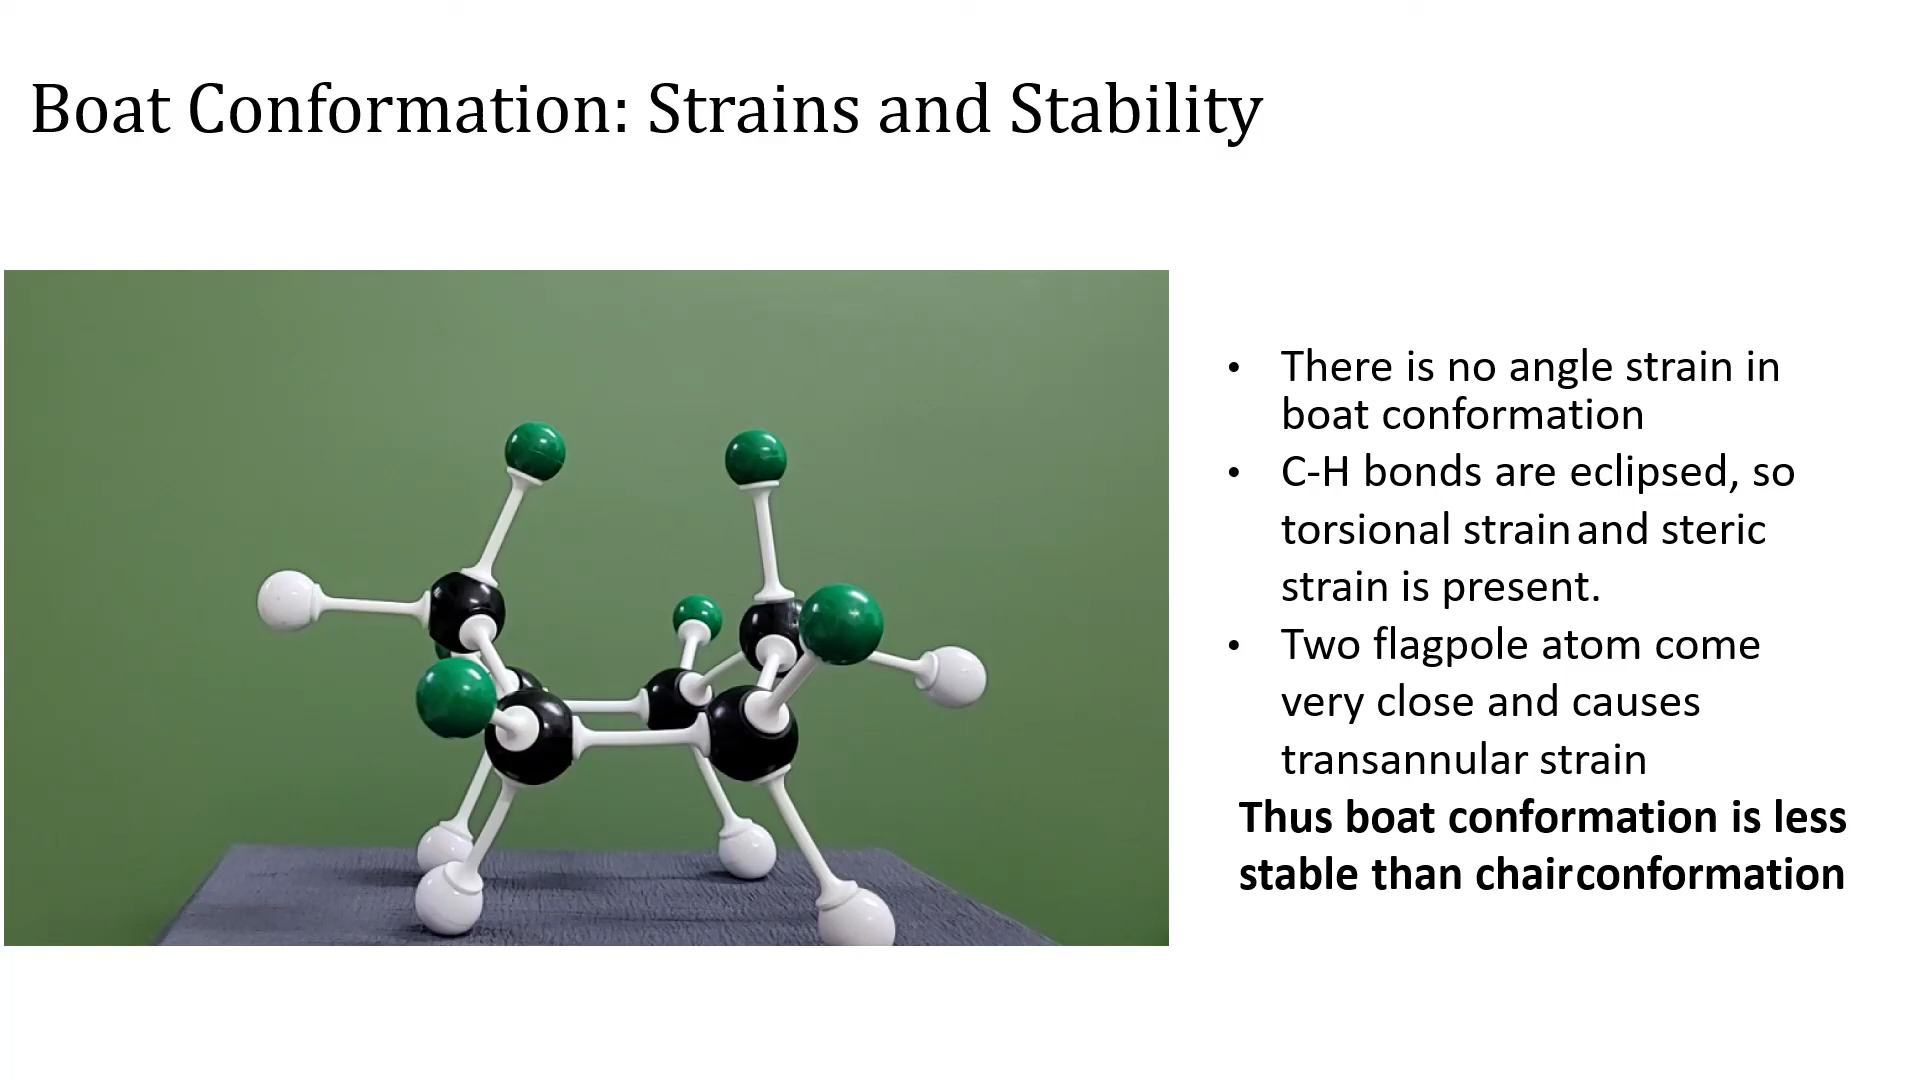 Boat Conformation: Strains and Stability
• There is no angle strain in
boat conformation
• C-H bonds are eclipsed, so
torsional strain and steric
strain is present.
• Two flagpole atom come
very close and causes
transannular strain
Thus boat conformation is less
stable than chair conformation